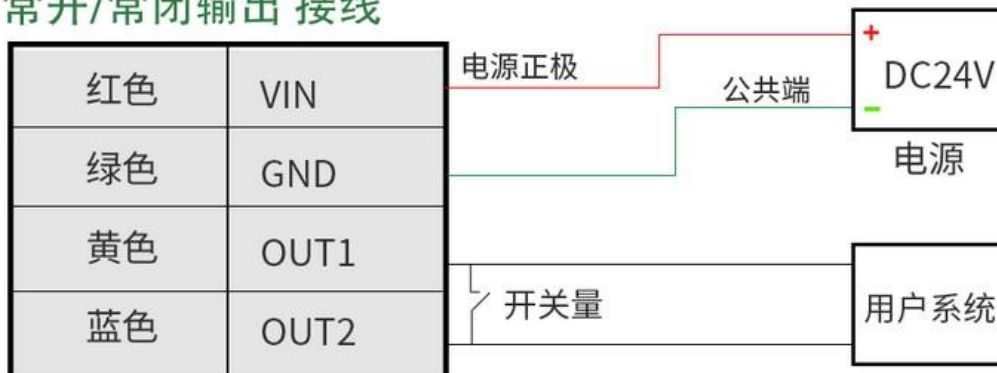 常开/常闭输出 接线
红色 VIN 电源正极 + DC24V
公共端 −
绿色 GND 电源
黄色 OUT1
开关量 用户系统
蓝色 OUT2